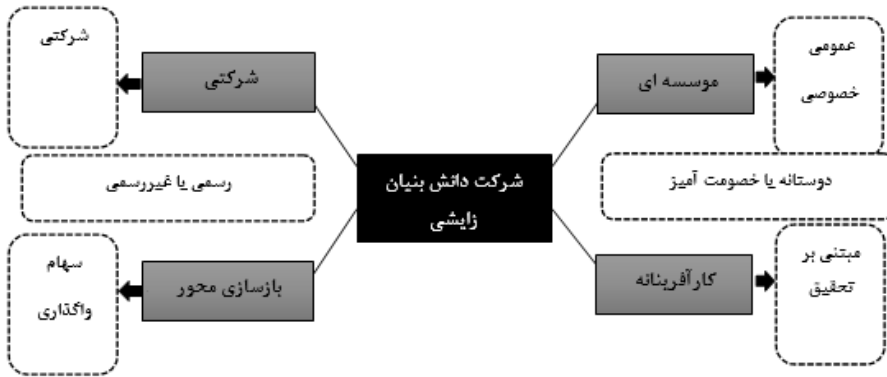 عمومی
خصوصی
موسسه ای
شرکتی
شرکتی
شرکت دانش بنیان
زایشی
دوستانه یا خصومت آمیز
رسمی یا غیررسمی
مبتنی بر
تحقیق
کارآفرینانه
بازسازی محور
سهام
واگذاری